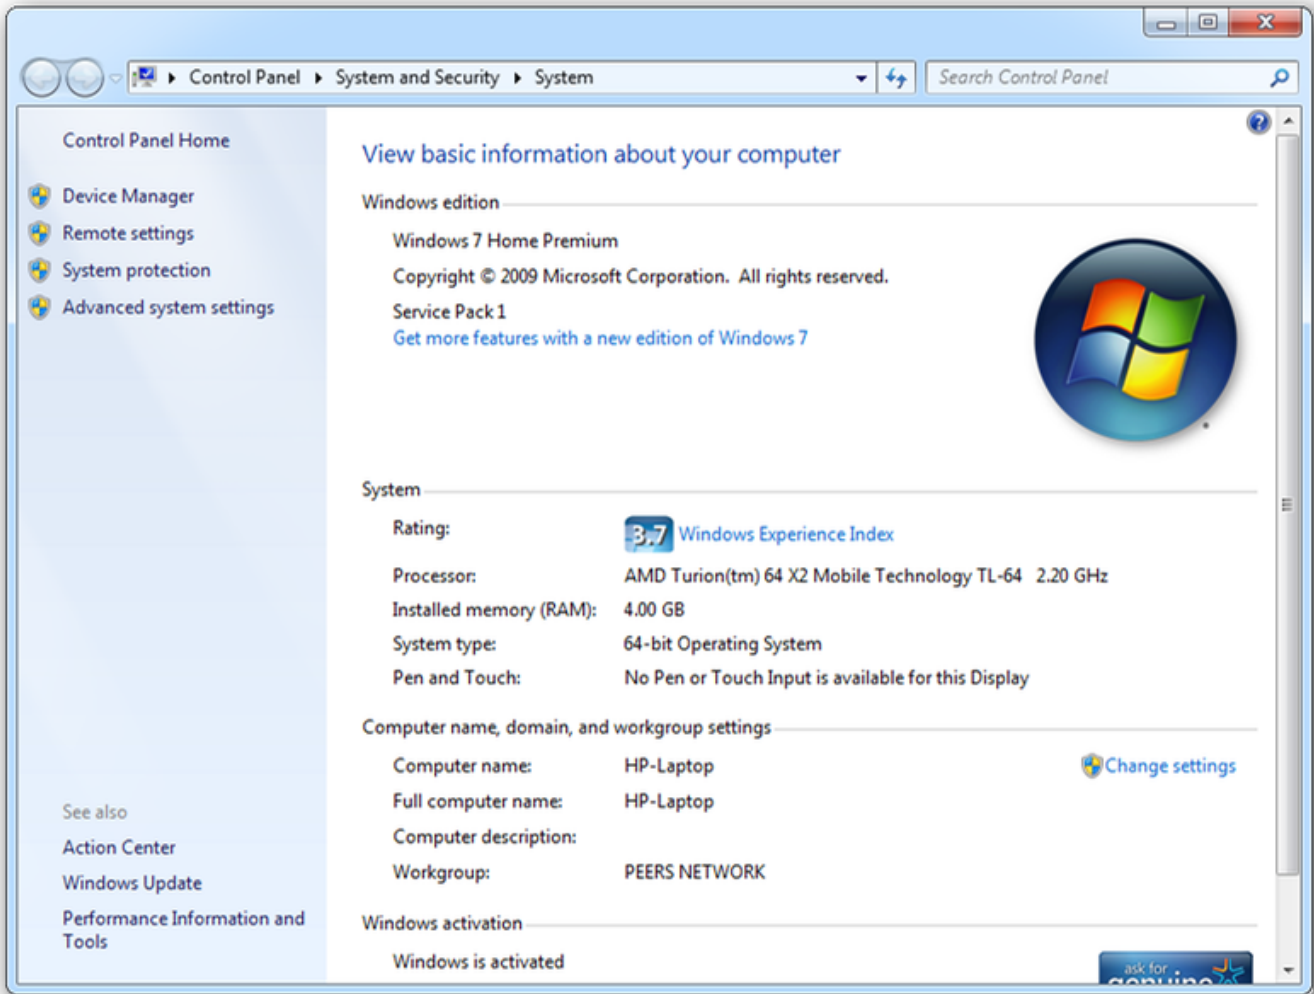 Control Panel ▸ System and Security ▸ System
Search Control Panel
Control Panel Home
Device Manager
Remote settings
System protection
Advanced system settings
See also
Action Center
Windows Update
Performance Information and
Tools
View basic information about your computer
Windows edition
Windows 7 Home Premium
Copyright © 2009 Microsoft Corporation. All rights reserved.
Service Pack 1
Get more features with a new edition of Windows 7
System
Rating: 3.7 Windows Experience Index
Processor: AMD Turion(tm) 64 X2 Mobile Technology TL-64 2.20 GHz
Installed memory (RAM): 4.00 GB
System type: 64-bit Operating System
Pen and Touch: No Pen or Touch Input is available for this Display
Computer name, domain, and workgroup settings
Computer name: HP-Laptop Change settings
Full computer name: HP-Laptop
Computer description:
Workgroup: PEERS NETWORK
Windows activation
Windows is activated
ask for
genuine